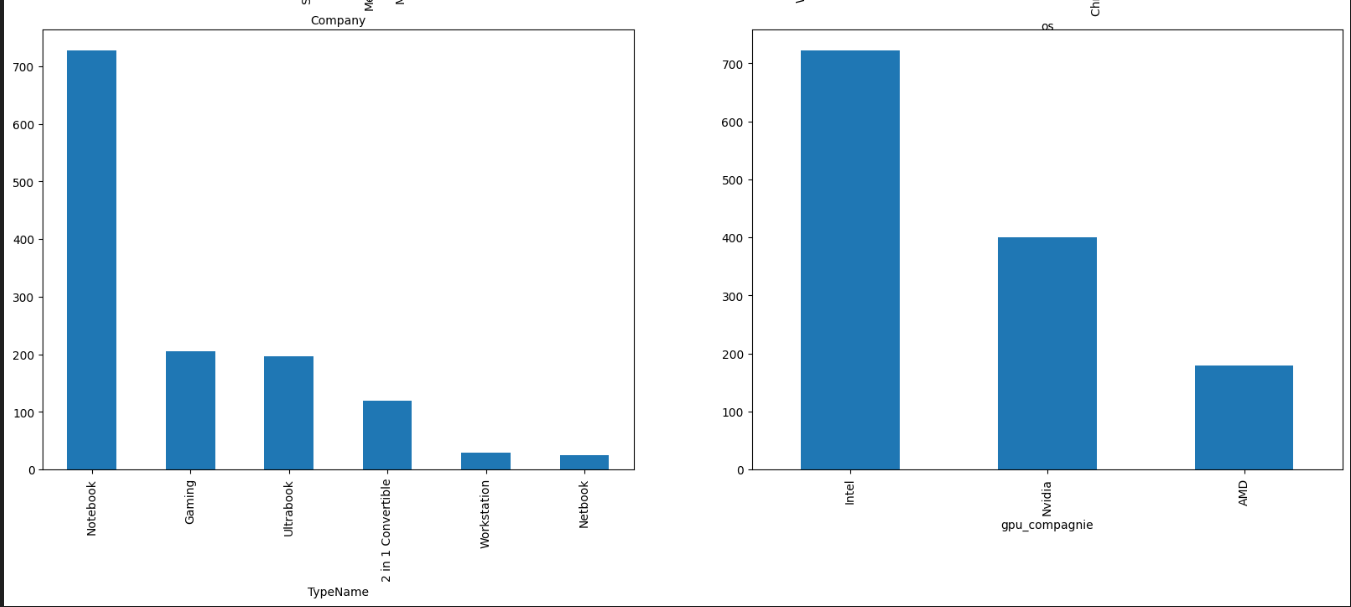 Company
os
700
600
500
400
300
200
100
0
Notebook
Gaming
Ultrabook
2 in 1 Convertible
Workstation
Netbook
TypeName
700
600
500
400
300
200
100
0
Intel
Nvidia
AMD
gpu_compagnie